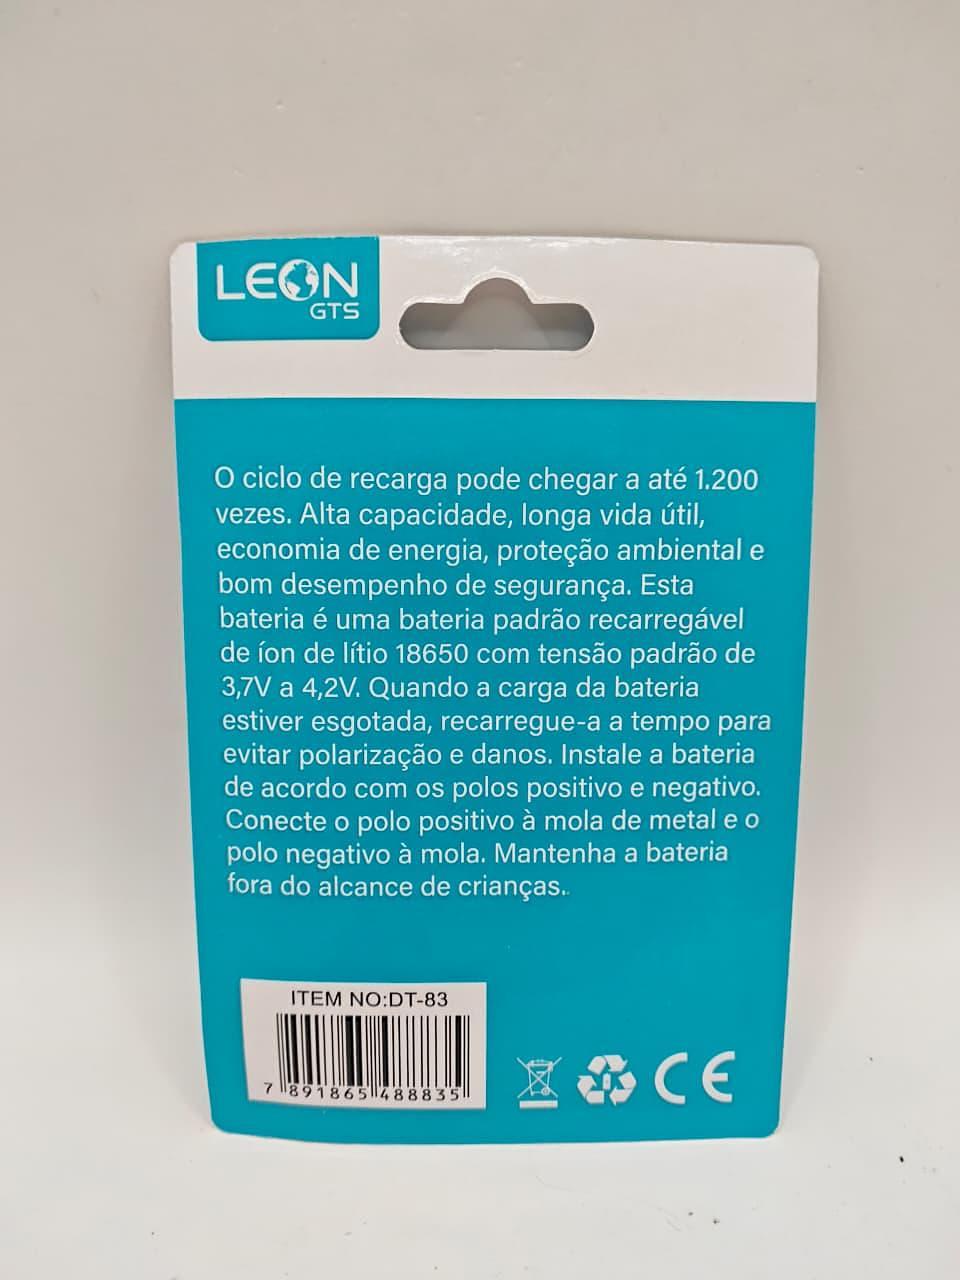 LEON
GTS
O ciclo de recarga pode chegar a até 1.200
vezes. Alta capacidade, longa vida útil,
economia de energia, proteção ambiental e
bom desempenho de segurança. Esta
bateria é uma bateria padrão recarregável
de íon de lítio 18650 com tensão padrão de
3,7V a 4,2V. Quando a carga da bateria
estiver esgotada, recarregue-a a tempo para
evitar polarização e danos. Instale a bateria
de acordo com os polos positivo e negativo.
Conecte o polo positivo à mola de metal e o
polo negativo à mola. Mantenha a bateria
fora do alcance de crianças..
ITEM NO:DT-83
7 891865 488835
CE